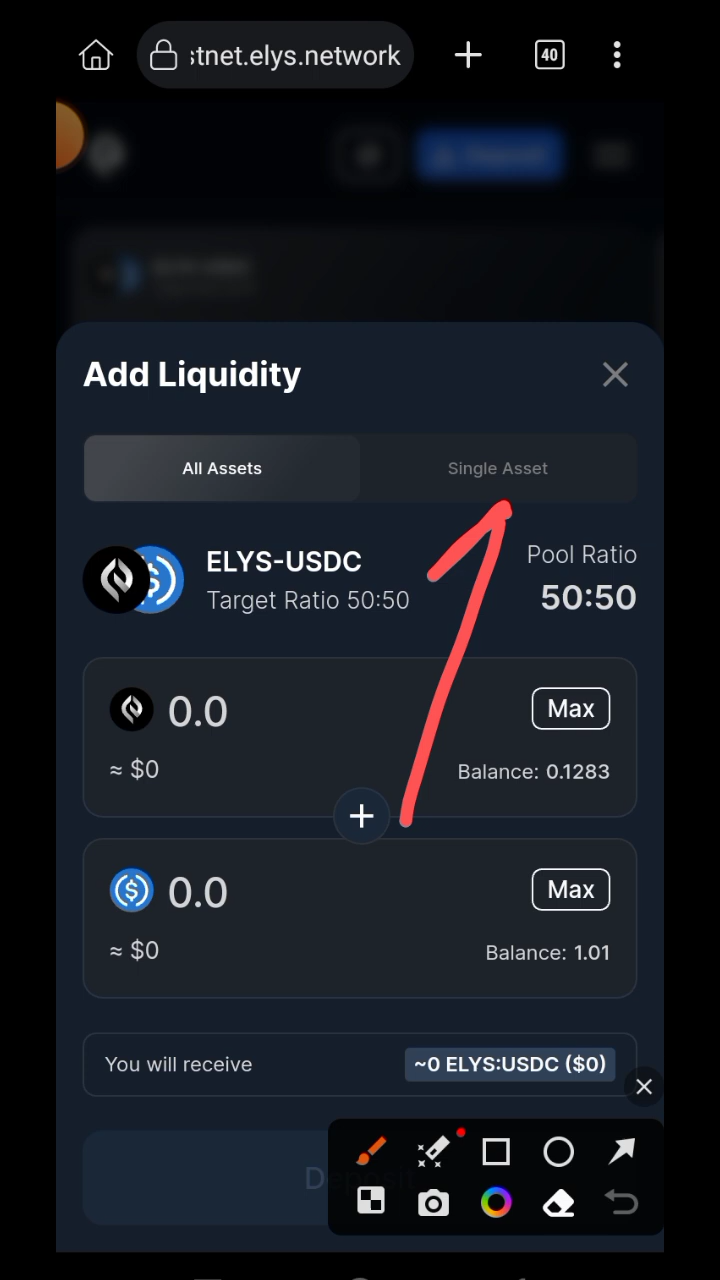 stnet.elys.network
40
Add Liquidity
All Assets
Single Asset
ELYS-USDC
Target Ratio 50:50
Pool Ratio
50:50
0.0
Max
≈ $0
Balance: 0.1283
0.0
Max
≈ $0
Balance: 1.01
You will receive
~0 ELYS:USDC ($0)